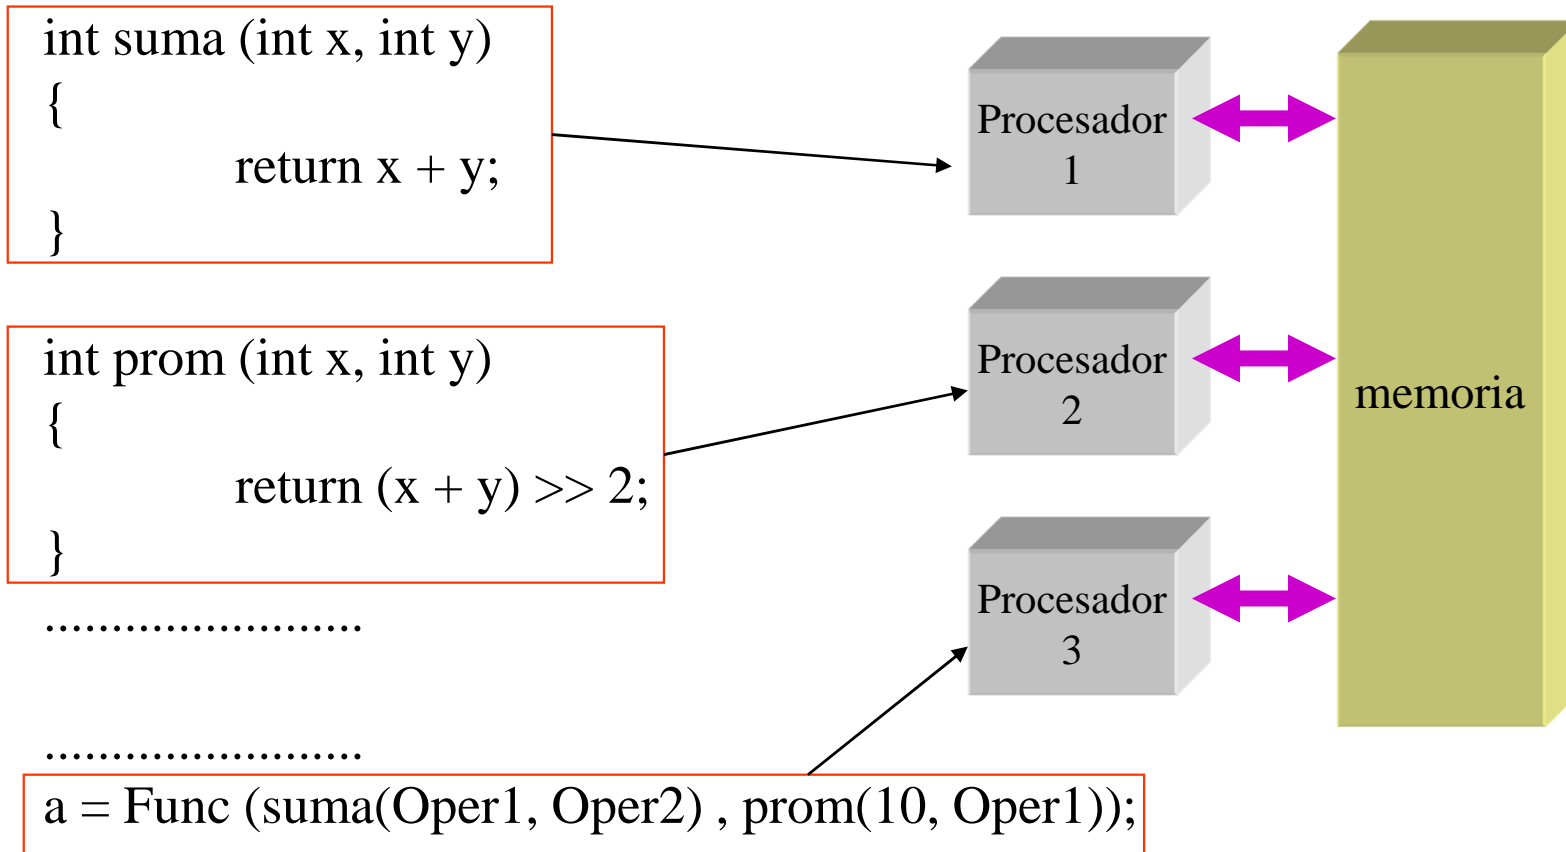 int suma (int x, int y)
{
return x + y;
}
int prom (int x, int y)
{
return (x + y) >> 2;
}
........................
........................
a = Func (suma(Oper1, Oper2) , prom(10, Oper1));
Procesador
1
Procesador
2
Procesador
3
memoria